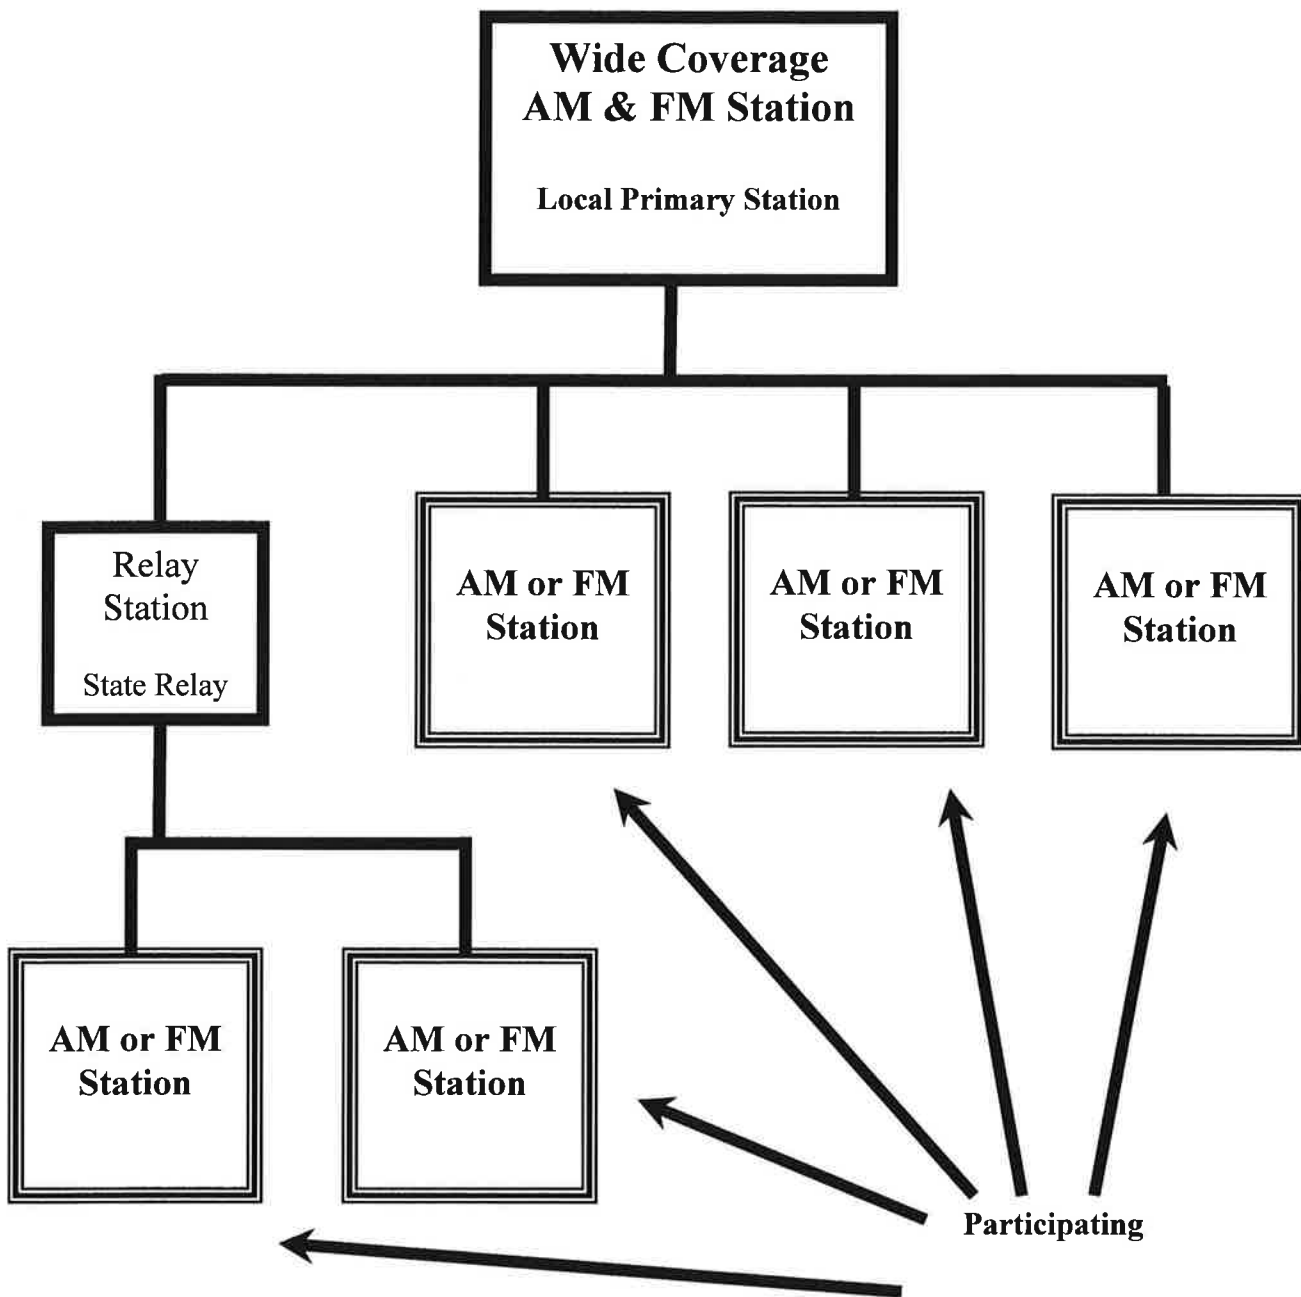 Wide Coverage
AM & FM Station
Local Primary Station
Relay
Station
State Relay
AM or FM
Station
AM or FM
Station
AM or FM
Station
AM or FM
Station
AM or FM
Station
Participating